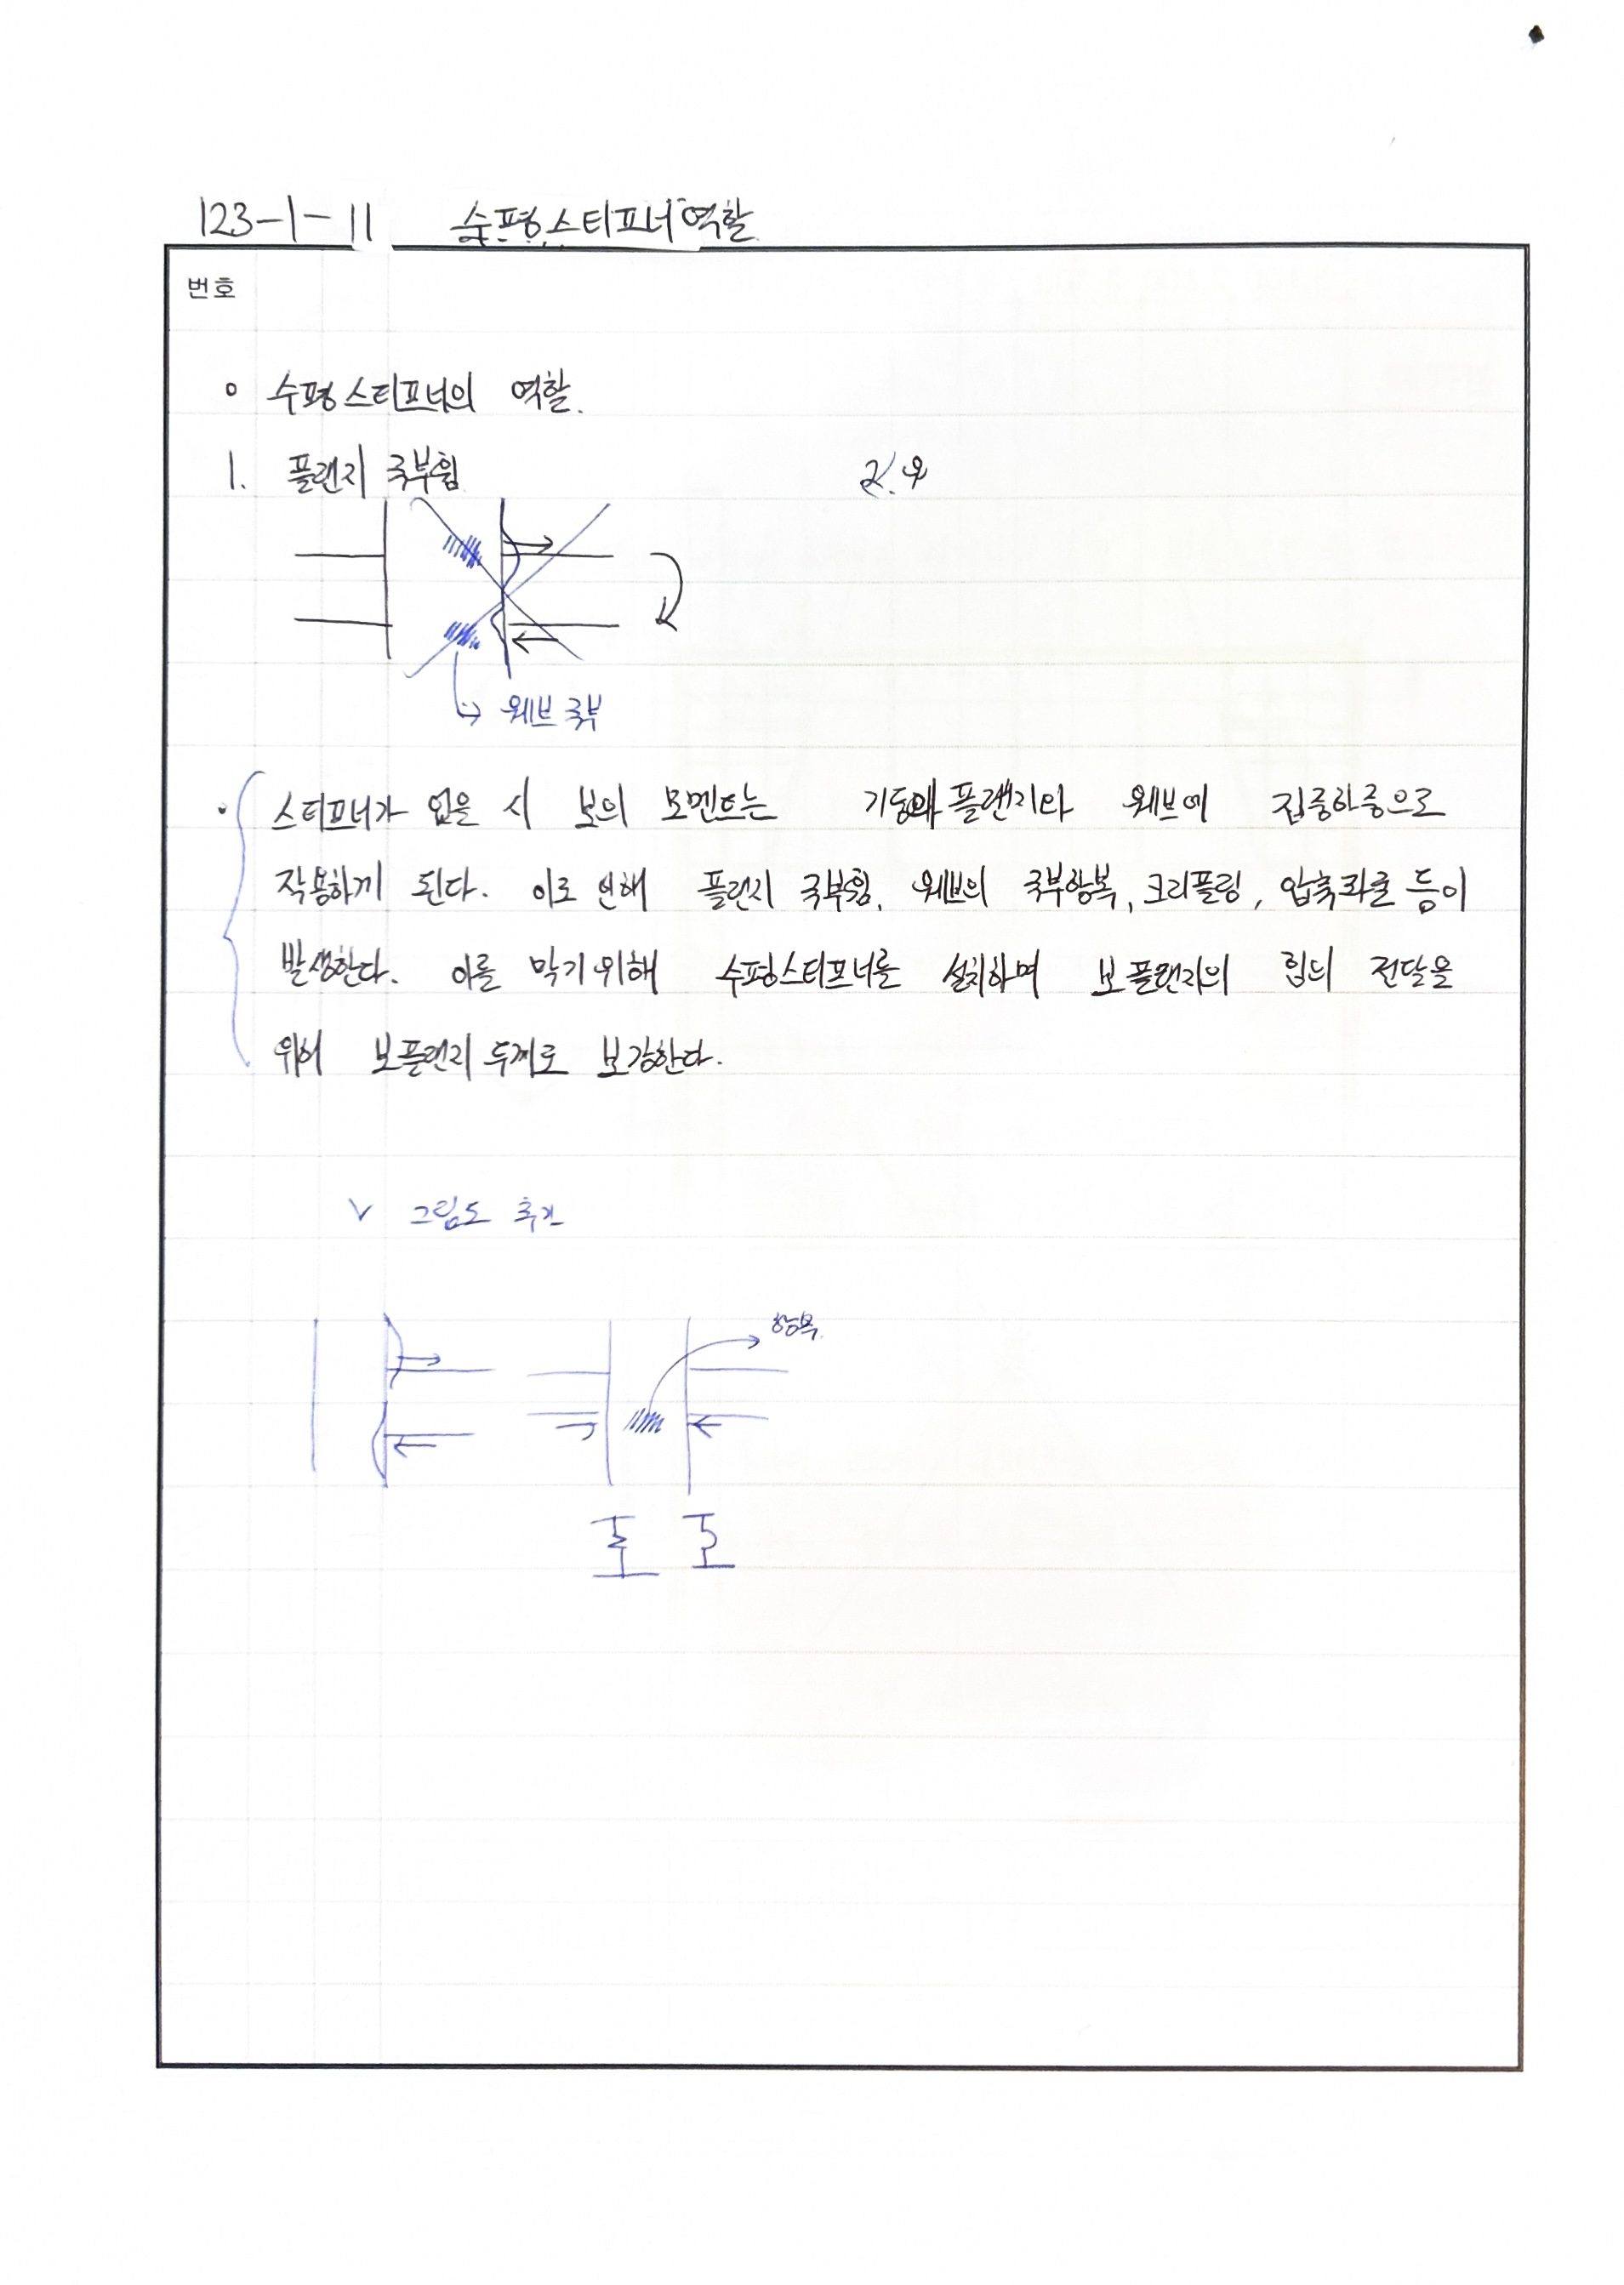 123-1-11 수평스티프너 역할
번호
o 수평스티프너의 역할.
1. 플랜지 국부휨
2.
→ 웨브 국부
• 스티프너가 없을 시 보의 모멘트는 기둥의 플랜지와 웨브에 집중하중으로
작용하게 된다. 이로 인해 플랜지 국부휨, 웨브의 국부항복, 크리플링, 압축좌굴 등이
발생한다. 이를 막기 위해 수평스티프너를 설치하며 보 플랜지의 힘의 전달을
위해 보플랜지 두께로 보강한다.
∨ 그림도 추가
항복